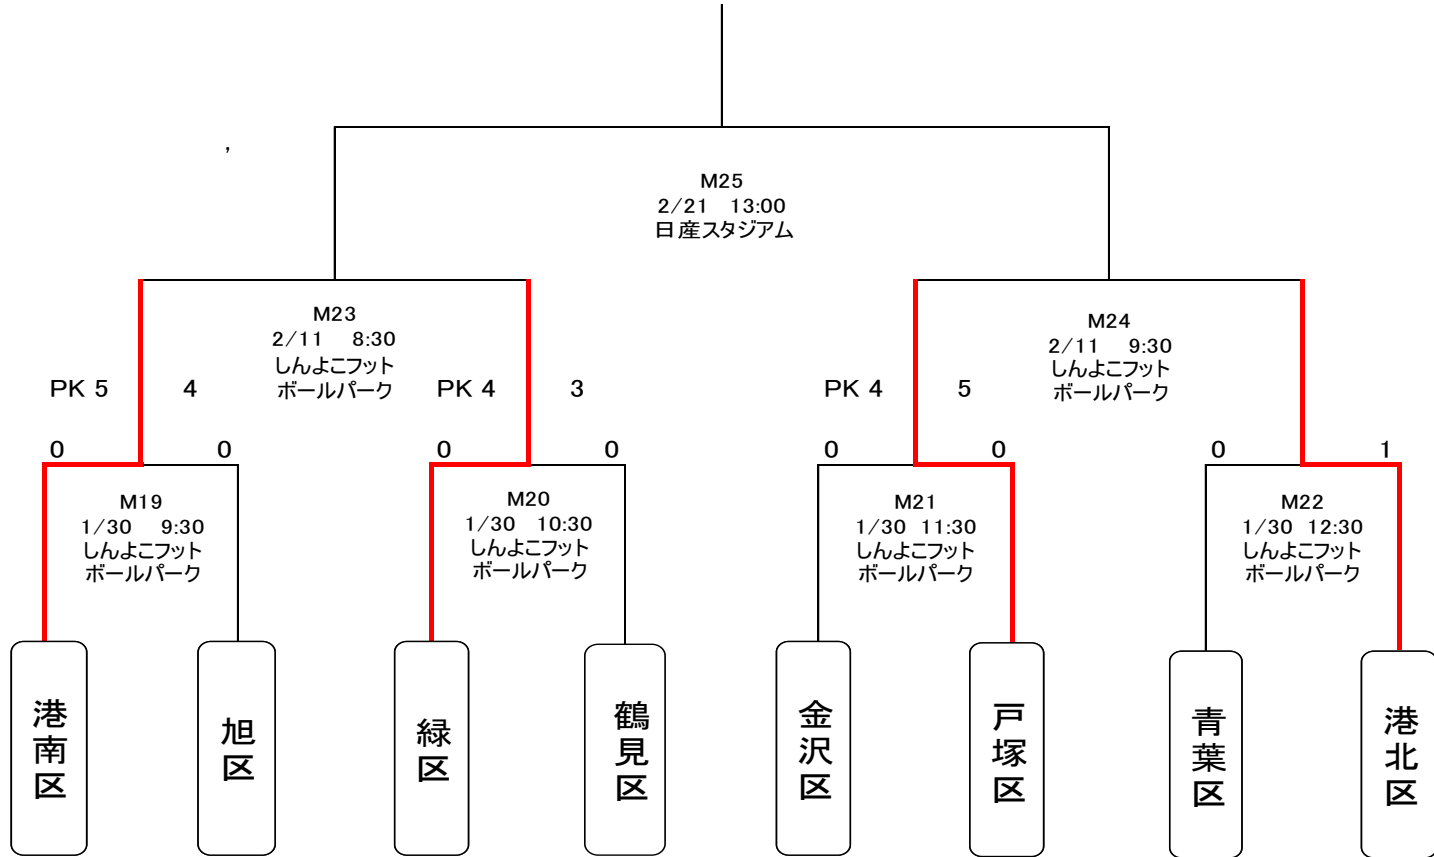 ,
M25
2/21 13:00
日産スタジアム
M23
2/11 8:30
しんよこフット
ボールパーク
M24
2/11 9:30
しんよこフット
ボールパーク
PK 5 4
PK 4 3
PK 4 5
0 0
0 0
0 0
0 1
M19
1/30 9:30
しんよこフット
ボールパーク
M20
1/30 10:30
しんよこフット
ボールパーク
M21
1/30 11:30
しんよこフット
ボールパーク
M22
1/30 12:30
しんよこフット
ボールパーク
港南区
旭区
緑区
鶴見区
金沢区
戸塚区
青葉区
港北区